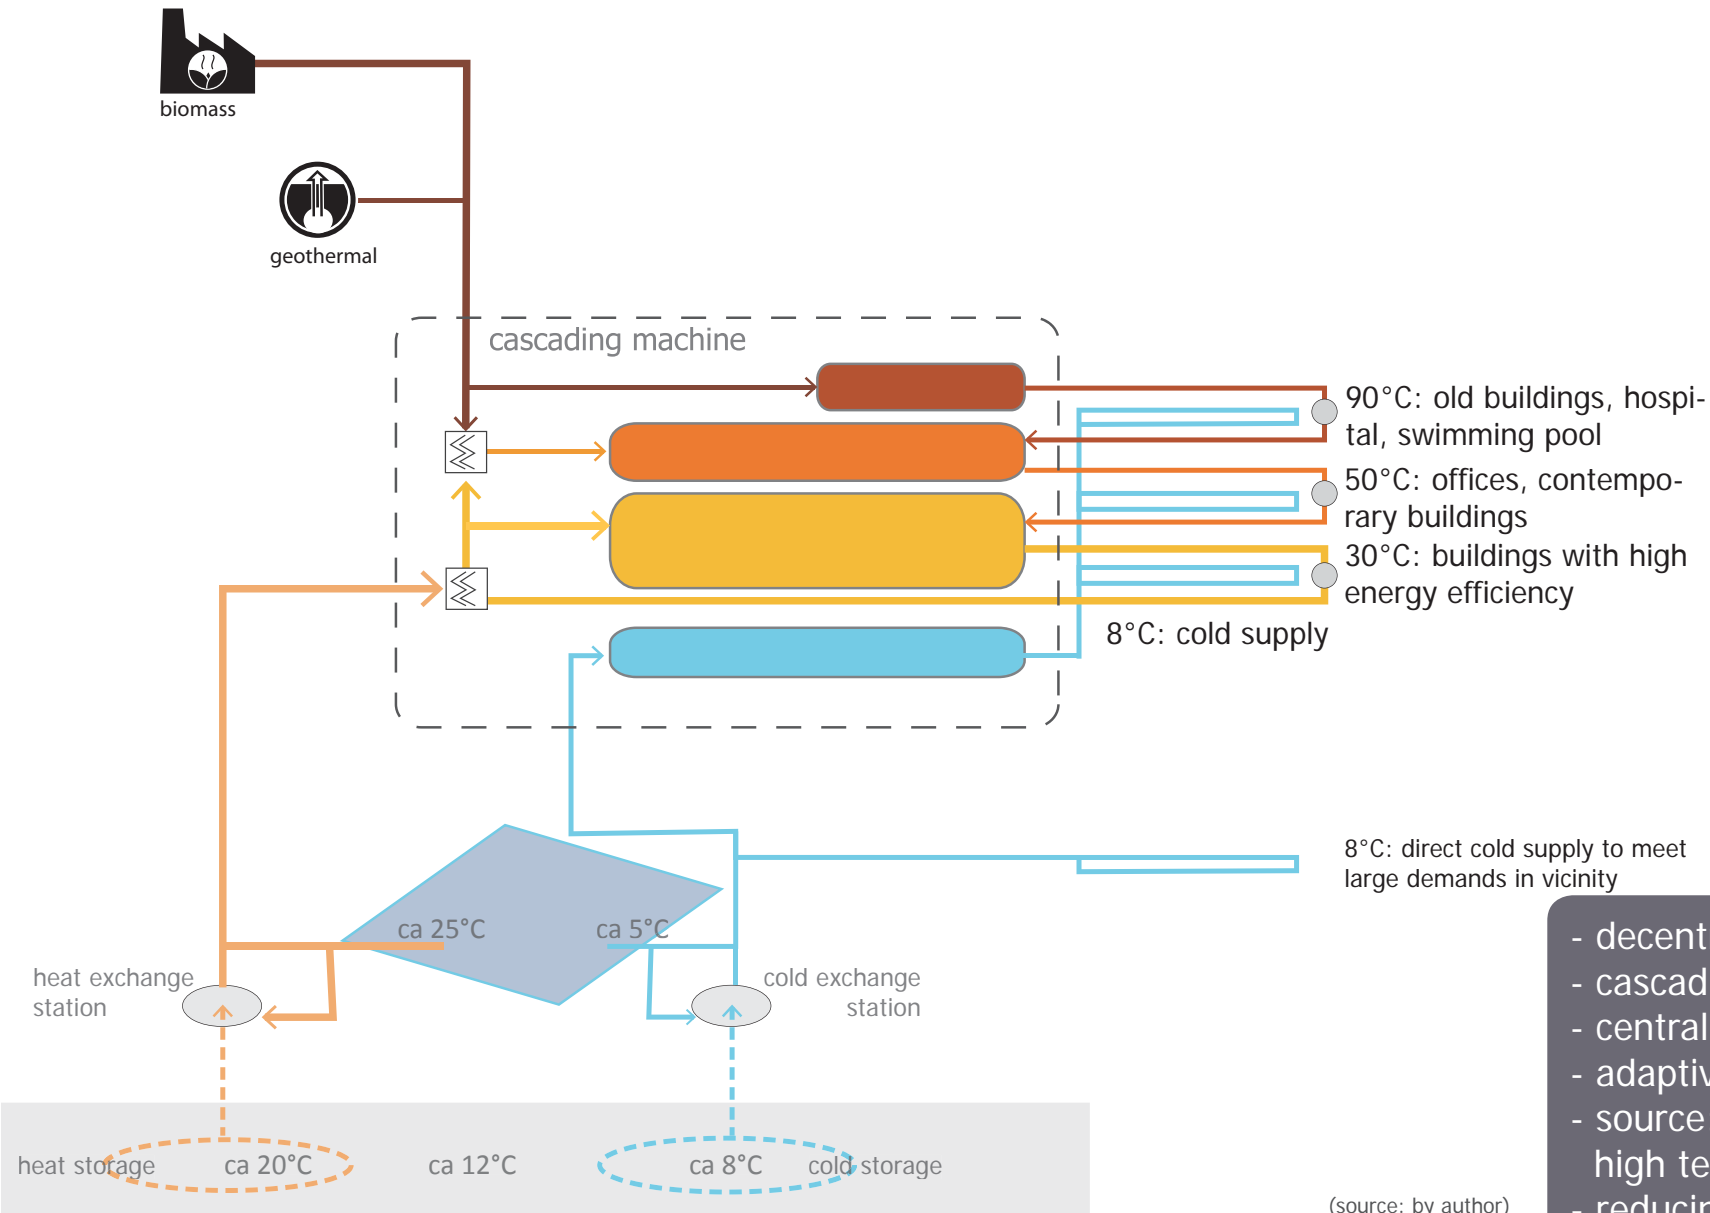 biomass
geothermal
cascading machine
90°C: old buildings, hospi-
tal, swimming pool
50°C: offices, contempo-
rary buildings
30°C: buildings with high
energy efficiency
8°C: cold supply
8°C: direct cold supply to meet
large demands in vicinity
ca 25°C
ca 5°C
heat exchange
station
cold exchange
station
- decent
- cascad
- central
- adaptiv
- source
high te
- reducin
heat storage
ca 20°C
ca 12°C
ca 8°C
cold storage
(source: by author)